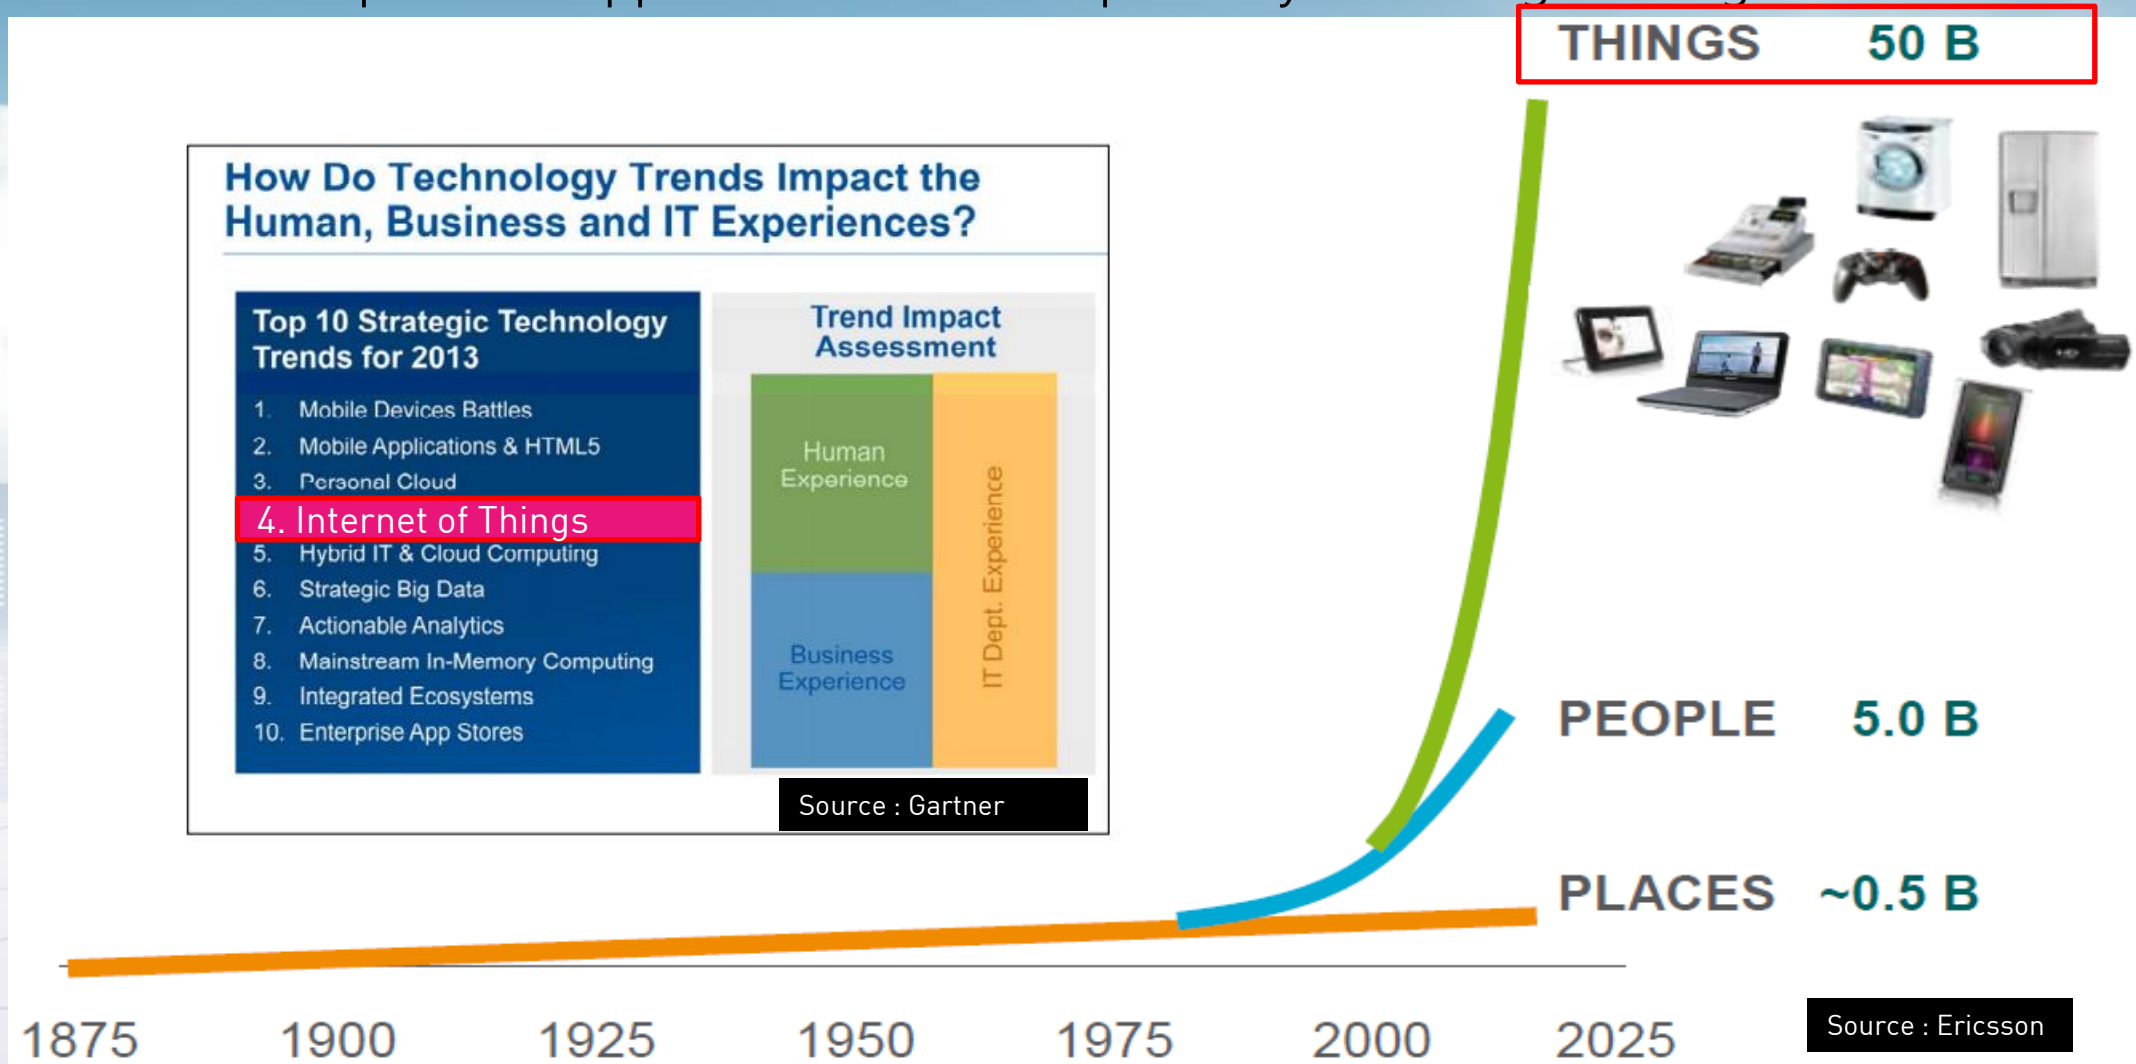 THINGS 50 B
How Do Technology Trends Impact the
Human, Business and IT Experiences?
Top 10 Strategic Technology
Trends for 2013
1. Mobile Devices Battles
2. Mobile Applications & HTML5
3. Personal Cloud
4. Internet of Things
5. Hybrid IT & Cloud Computing
6. Strategic Big Data
7. Actionable Analytics
8. Mainstream In-Memory Computing
9. Integrated Ecosystems
10. Enterprise App Stores
Trend Impact
Assessment
Human
Experience
Business
Experience
IT Dept. Experience
Source : Gartner
PEOPLE 5.0 B
PLACES ~0.5 B
1875 1900 1925 1950 1975 2000 2025
Source : Ericsson